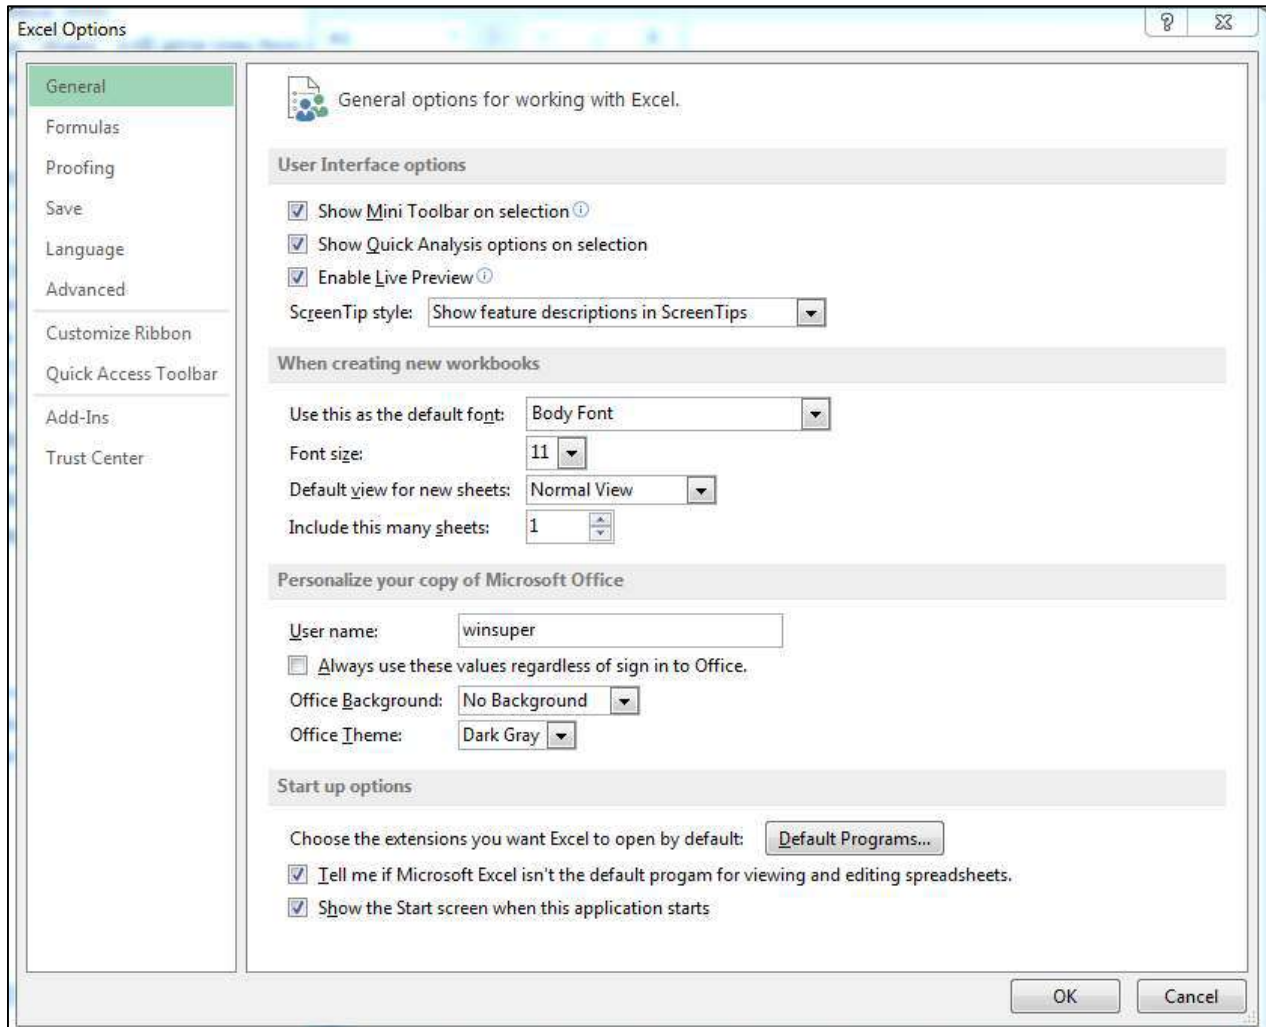 Excel Options
General
Formulas
Proofing
Save
Language
Advanced
Customize Ribbon
Quick Access Toolbar
Add-Ins
Trust Center
General options for working with Excel.
User Interface options
Show Mini Toolbar on selection
Show Quick Analysis options on selection
Enable Live Preview
ScreenTip style: Show feature descriptions in ScreenTips
When creating new workbooks
Use this as the default font: Body Font
Font size: 11
Default view for new sheets: Normal View
Include this many sheets: 1
Personalize your copy of Microsoft Office
User name: winsuper
Always use these values regardless of sign in to Office.
Office Background: No Background
Office Theme: Dark Gray
Start up options
Choose the extensions you want Excel to open by default: Default Programs...
Tell me if Microsoft Excel isn't the default progam for viewing and editing spreadsheets.
Show the Start screen when this application starts
OK Cancel